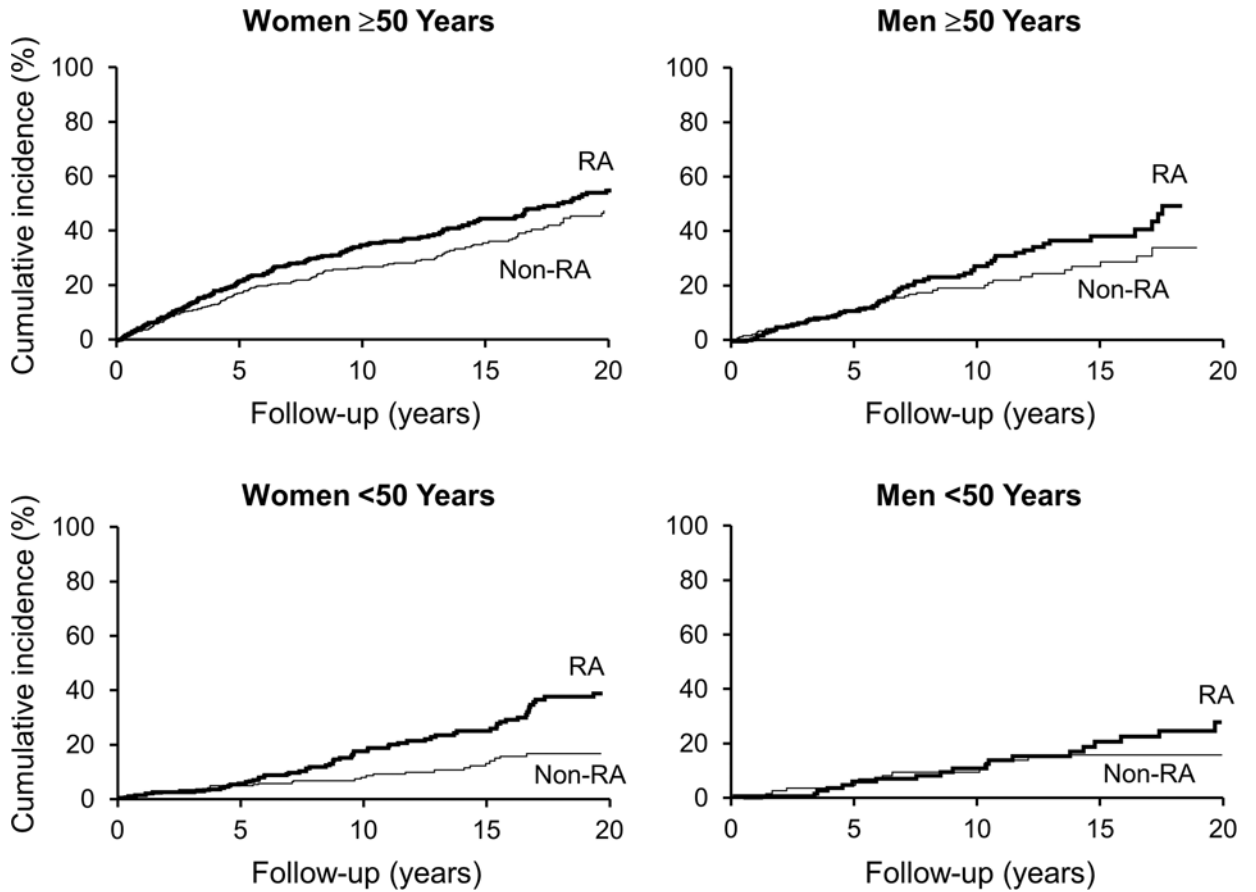 Women ≥50 Years
Cumulative incidence (%)
100
80
60
40
20
0
RA
Non-RA
0 5 10 15 20
Follow-up (years)
Men ≥50 Years
100
80
60
40
20
0
RA
Non-RA
0 5 10 15 20
Follow-up (years)
Women <50 Years
Cumulative incidence (%)
100
80
60
40
20
0
RA
Non-RA
0 5 10 15 20
Follow-up (years)
Men <50 Years
100
80
60
40
20
0
RA
Non-RA
0 5 10 15 20
Follow-up (years)